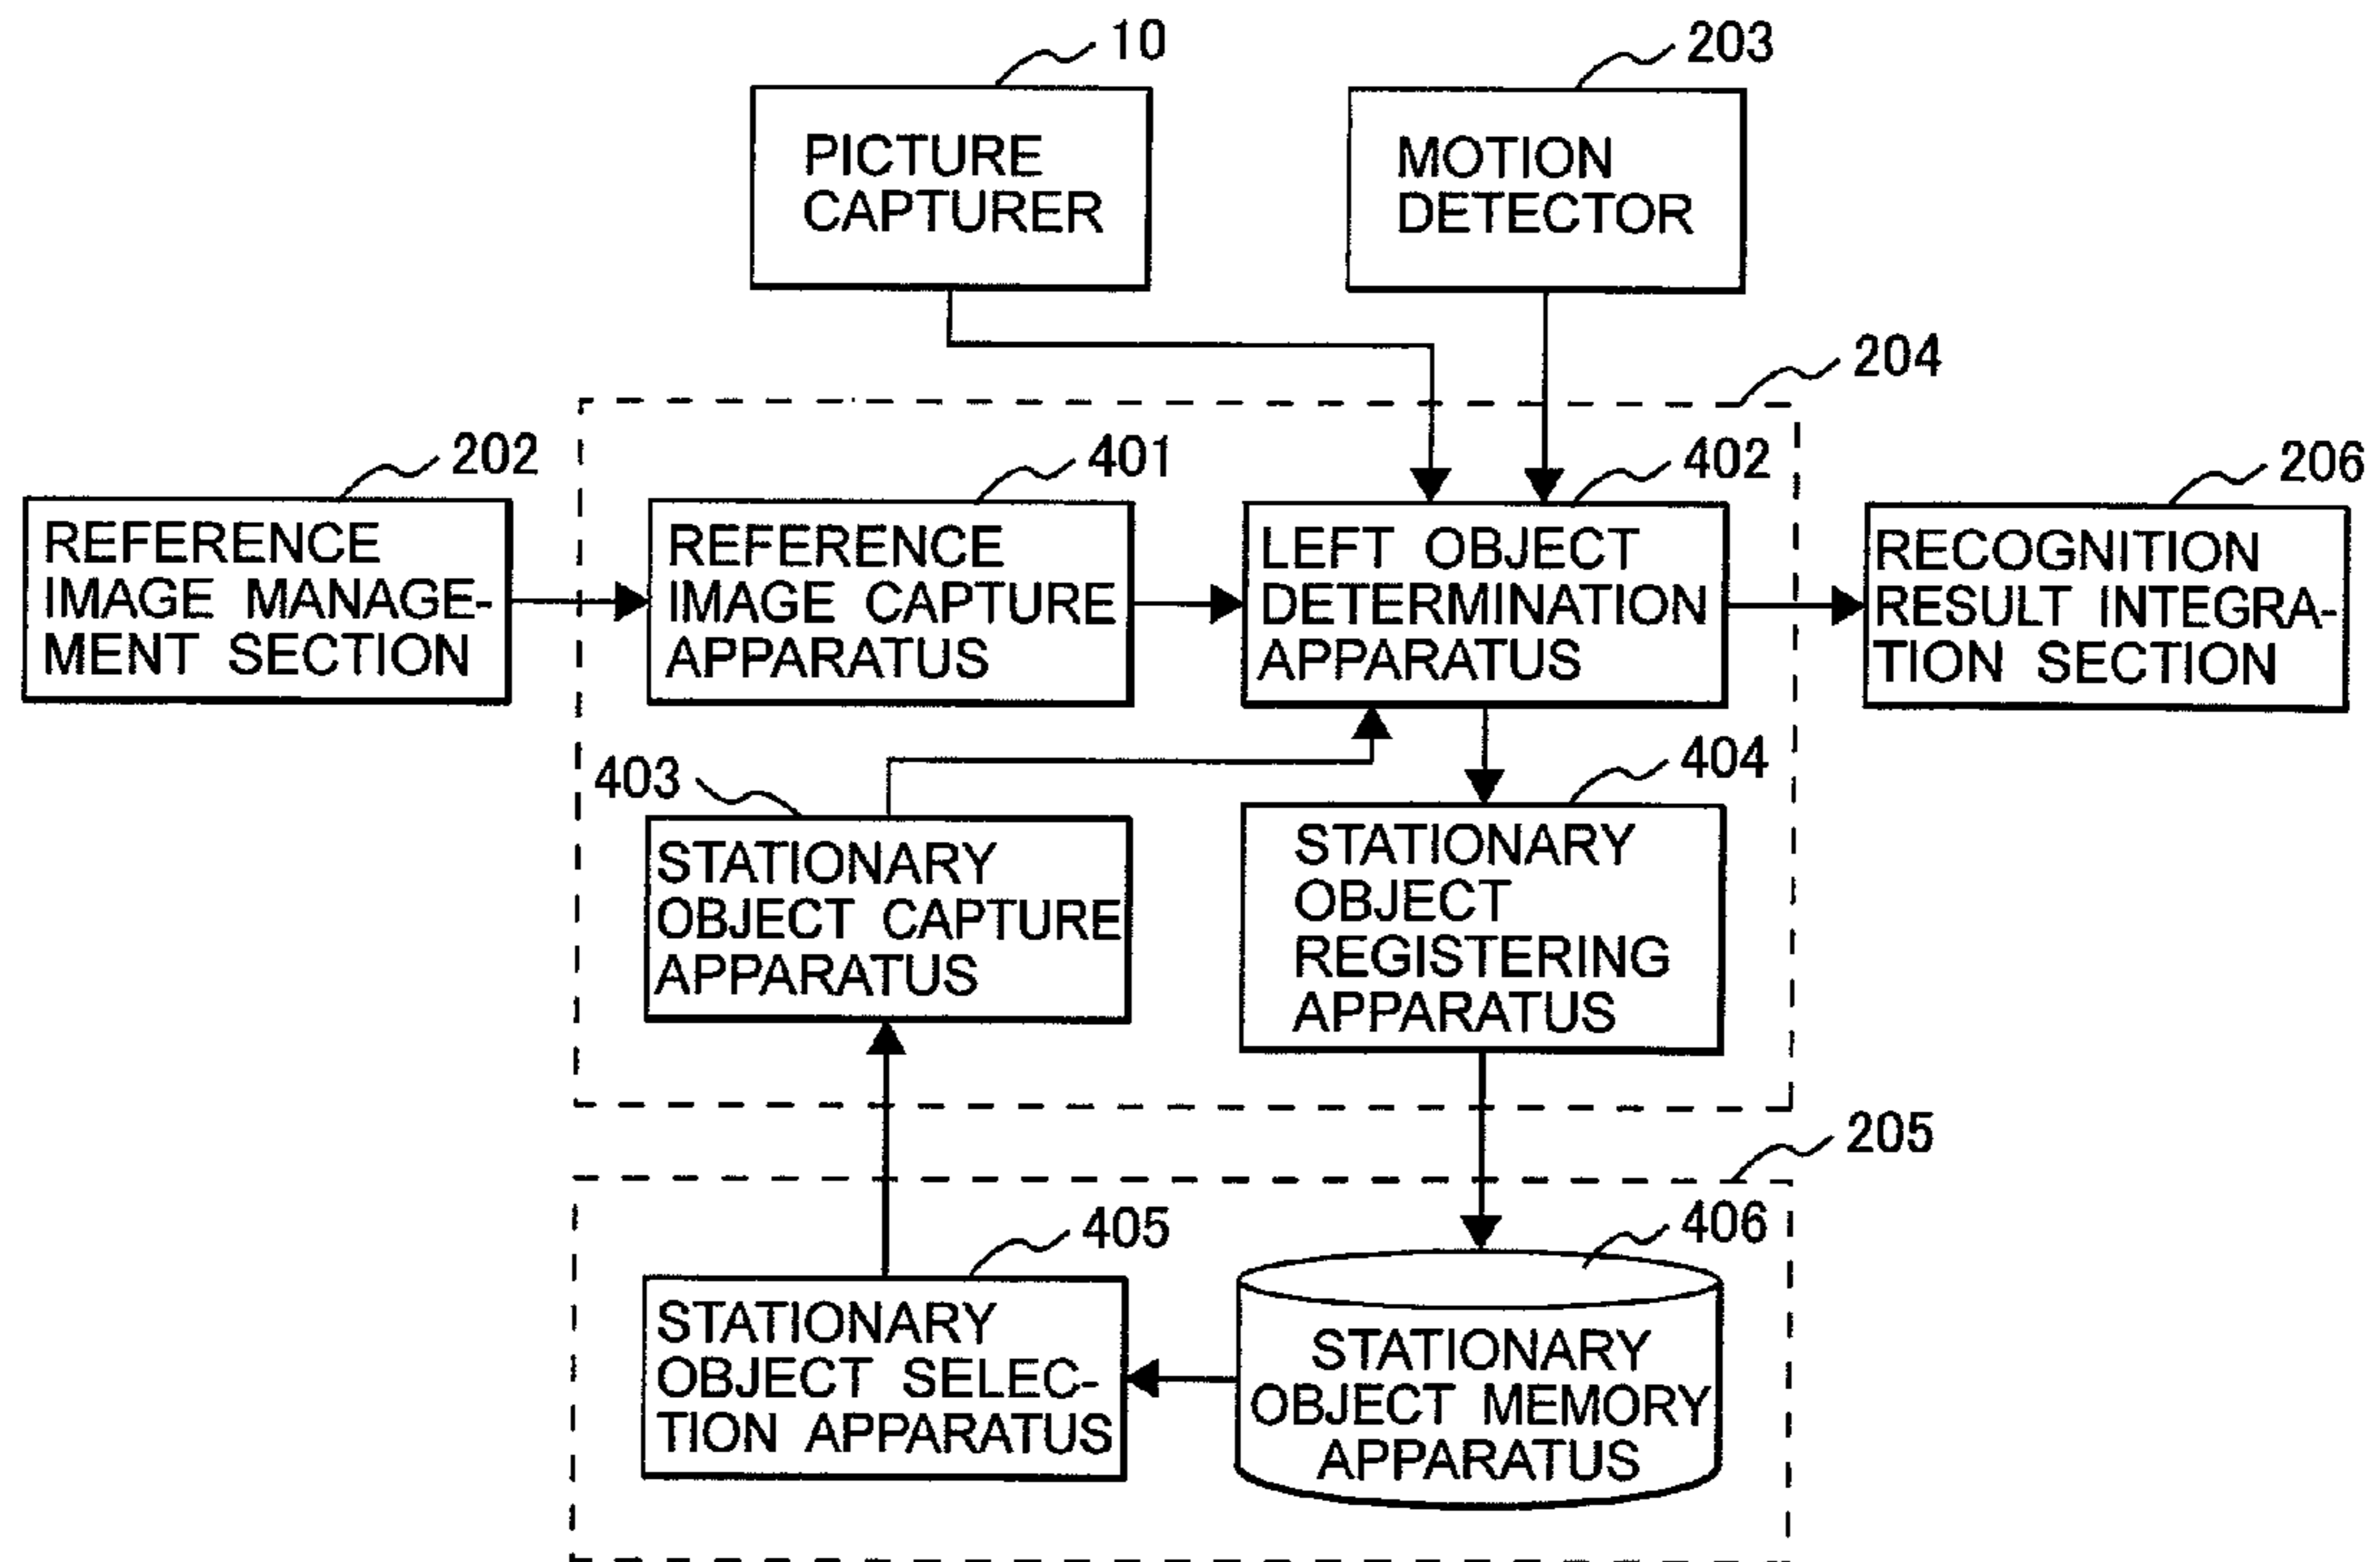 10
203
PICTURE
CAPTURER
MOTION
DETECTOR
204
202
401
402
206
REFERENCE
IMAGE MANAGE-
MENT SECTION
REFERENCE
IMAGE CAPTURE
APPARATUS
LEFT OBJECT
DETERMINATION
APPARATUS
RECOGNITION
RESULT INTEGRA-
TION SECTION
403
404
STATIONARY
OBJECT CAPTURE
APPARATUS
STATIONARY
OBJECT
REGISTERING
APPARATUS
205
405
406
STATIONARY
OBJECT SELEC-
TION APPARATUS
STATIONARY
OBJECT MEMORY
APPARATUS